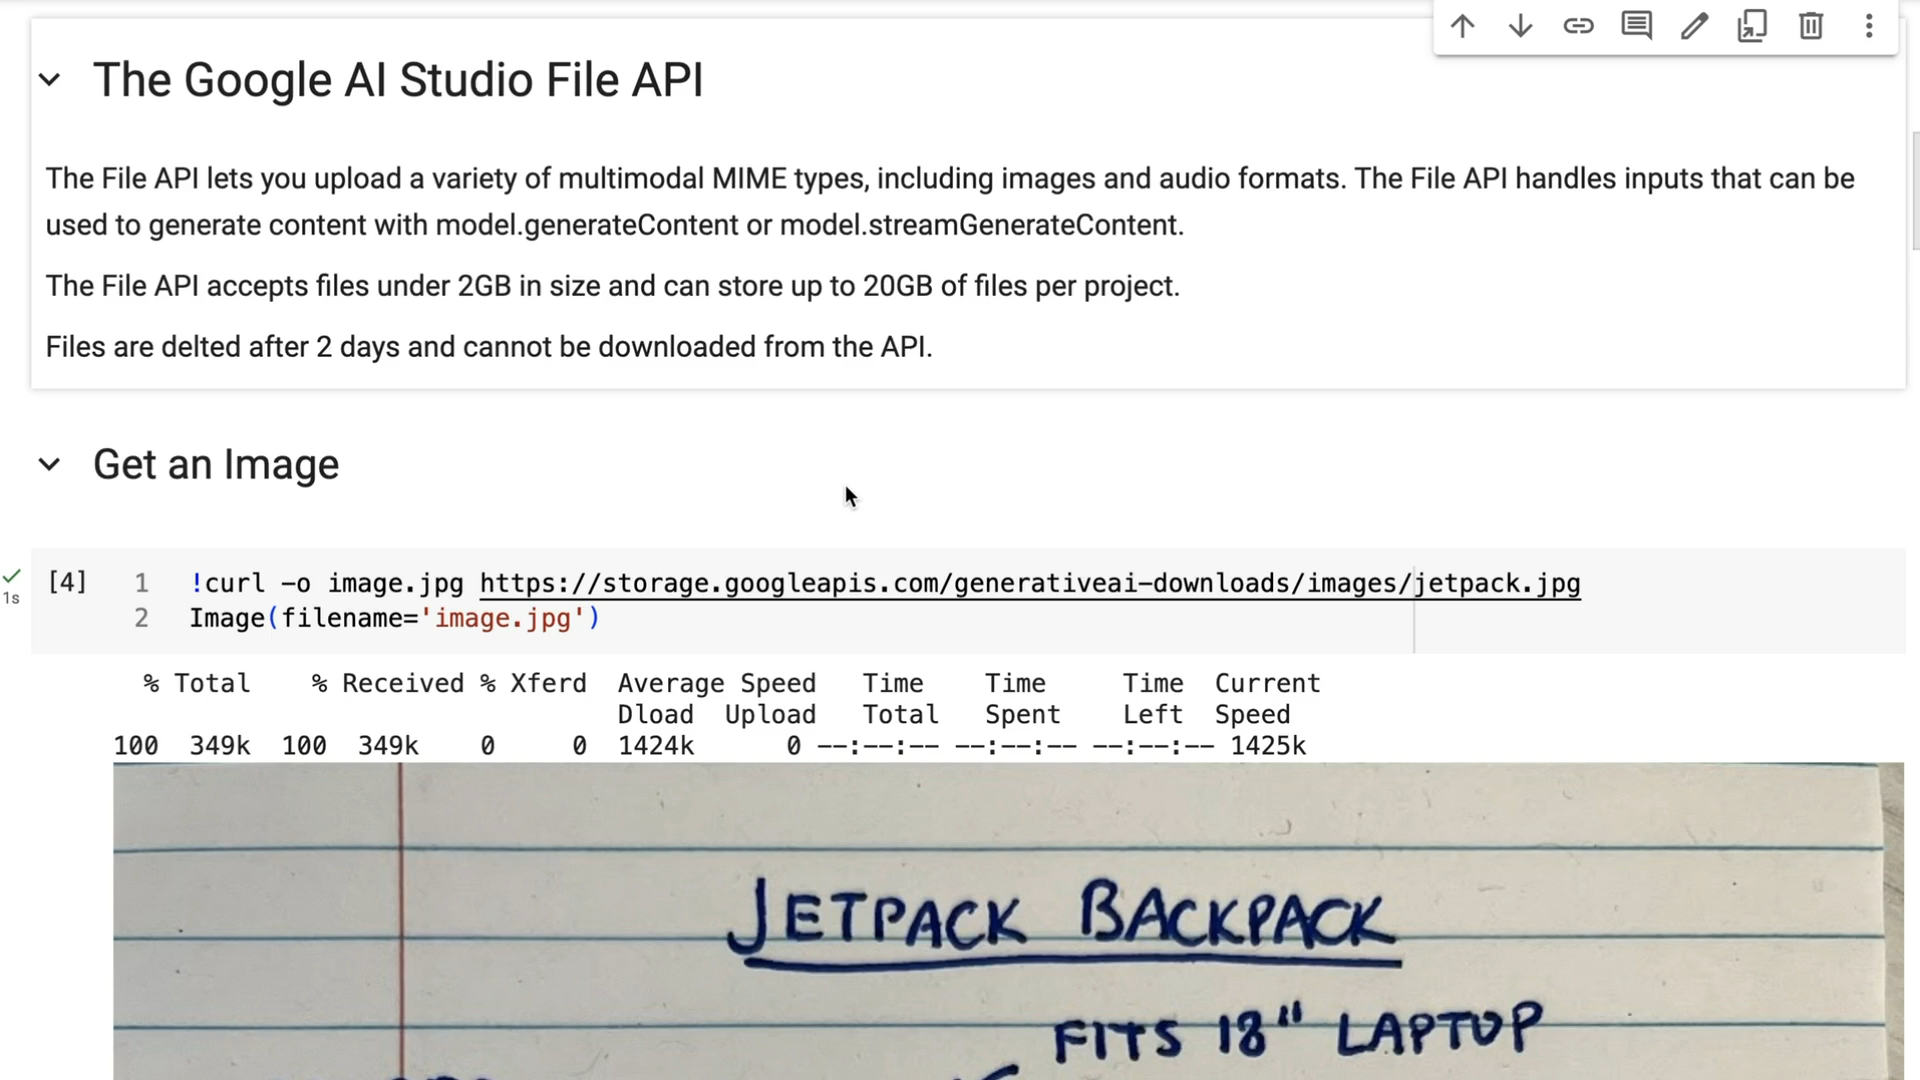 The Google AI Studio File API
The File API lets you upload a variety of multimodal MIME types, including images and audio formats. The File API handles inputs that can be
used to generate content with model.generateContent or model.streamGenerateContent.
The File API accepts files under 2GB in size and can store up to 20GB of files per project.
Files are delted after 2 days and cannot be downloaded from the API.
Get an Image
1s
[4] 1 !curl -o image.jpg https://storage.googleapis.com/generativeai-downloads/images/jetpack.jpg
2 Image(filename='image.jpg')
% Total % Received % Xferd Average Speed Time Time Time Current
Dload Upload Total Spent Left Speed
100 349k 100 349k 0 0 1424k 0 --:--:-- --:--:-- --:--:-- 1425k
JETPACK BACKPACK
FITS 18" LAPTOP